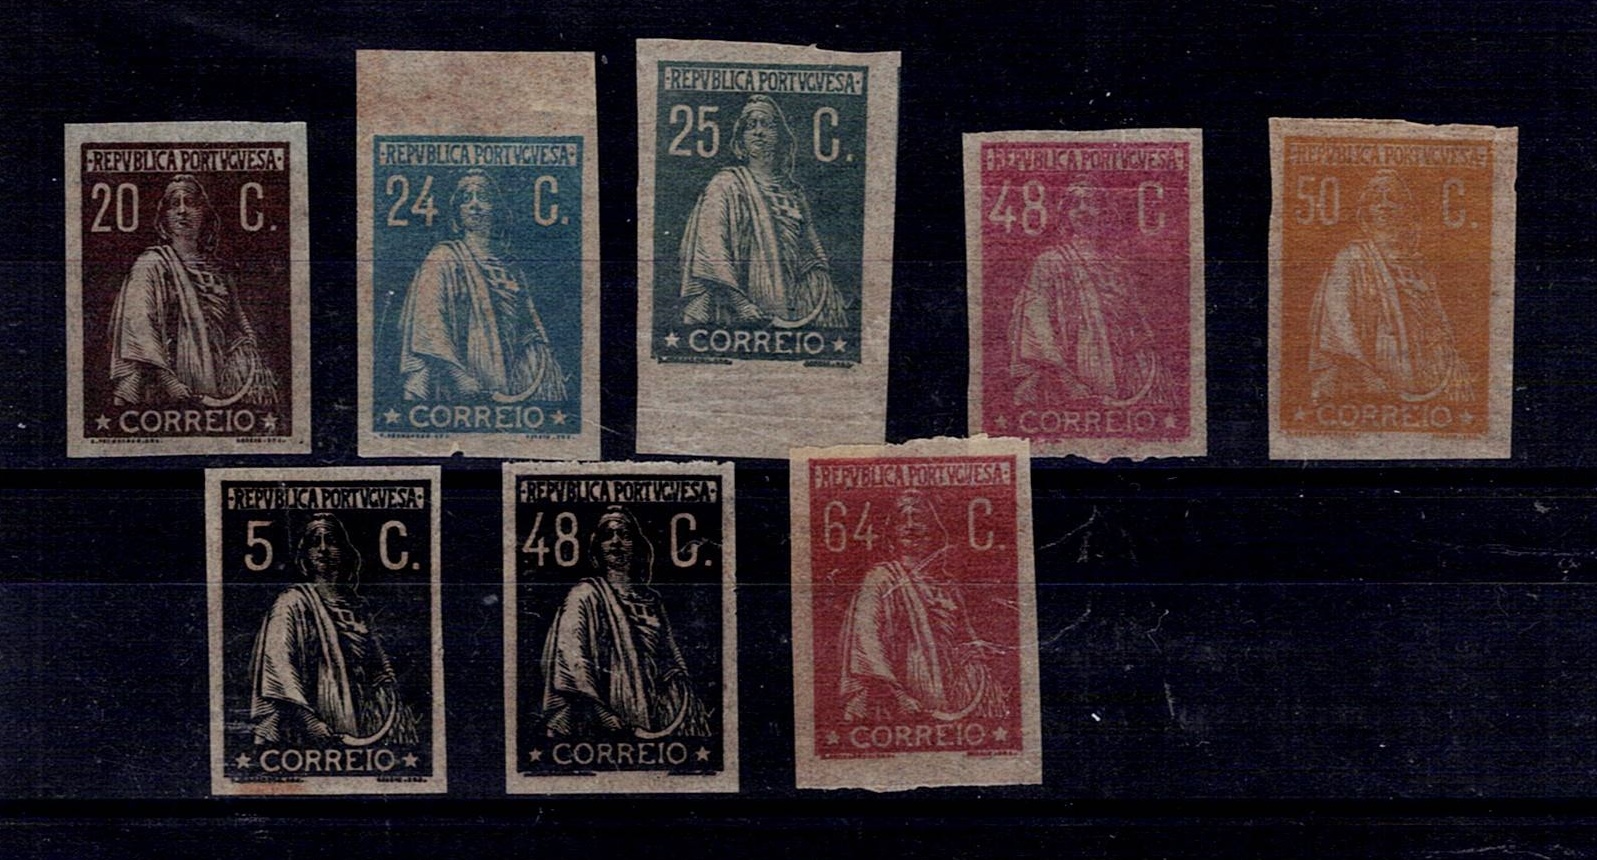 ·REPVBLICA PORTVGVESA·
20 C.
CORREIO
·REPVBLICA PORTVGVESA·
24 C.
CORREIO
·REPVBLICA PORTVGVESA·
25 C.
CORREIO
·REPVBLICA PORTVGVESA·
48 C
CORREIO
·REPVBLICA PORTVGVESA·
50 C.
CORREIO
·REPVBLICA PORTVGVESA·
5 C.
CORREIO
·REPVBLICA PORTVGVESA·
48 C.
CORREIO
·REPVBLICA PORTVGVESA·
64 C.
CORREIO